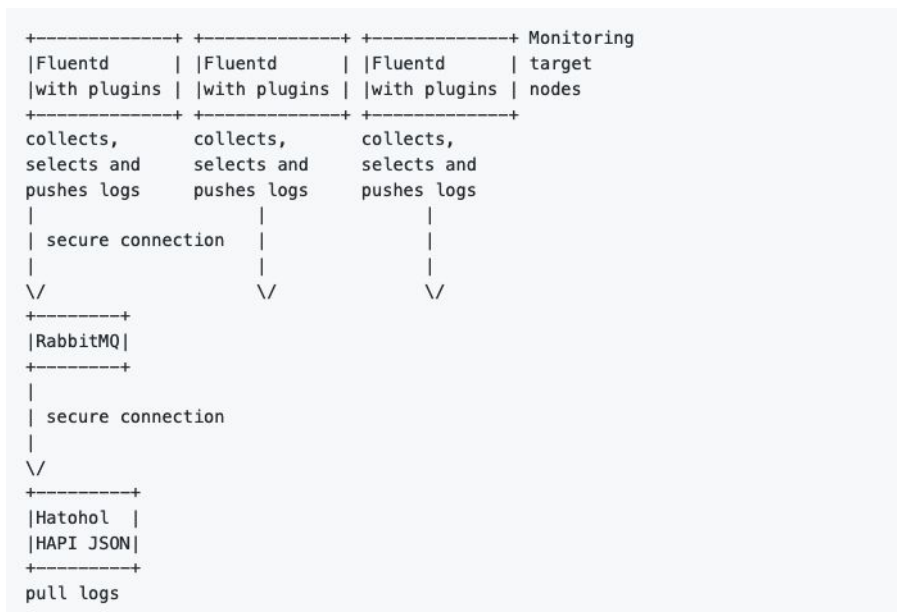 +-------------+ +-------------+ +-------------+ Monitoring
|Fluentd      | |Fluentd      | |Fluentd      | target
|with plugins | |with plugins | |with plugins | nodes
+-------------+ +-------------+ +-------------+
collects,       collects,       collects,
selects and     selects and     selects and
pushes logs     pushes logs     pushes logs
|                     |               |
| secure connection   |               |
|                     |               |
\/                    \/              \/
+--------+
|RabbitMQ|
+--------+
|
| secure connection
|
\/
+---------+
|Hatohol  |
|HAPI JSON|
+---------+
pull logs